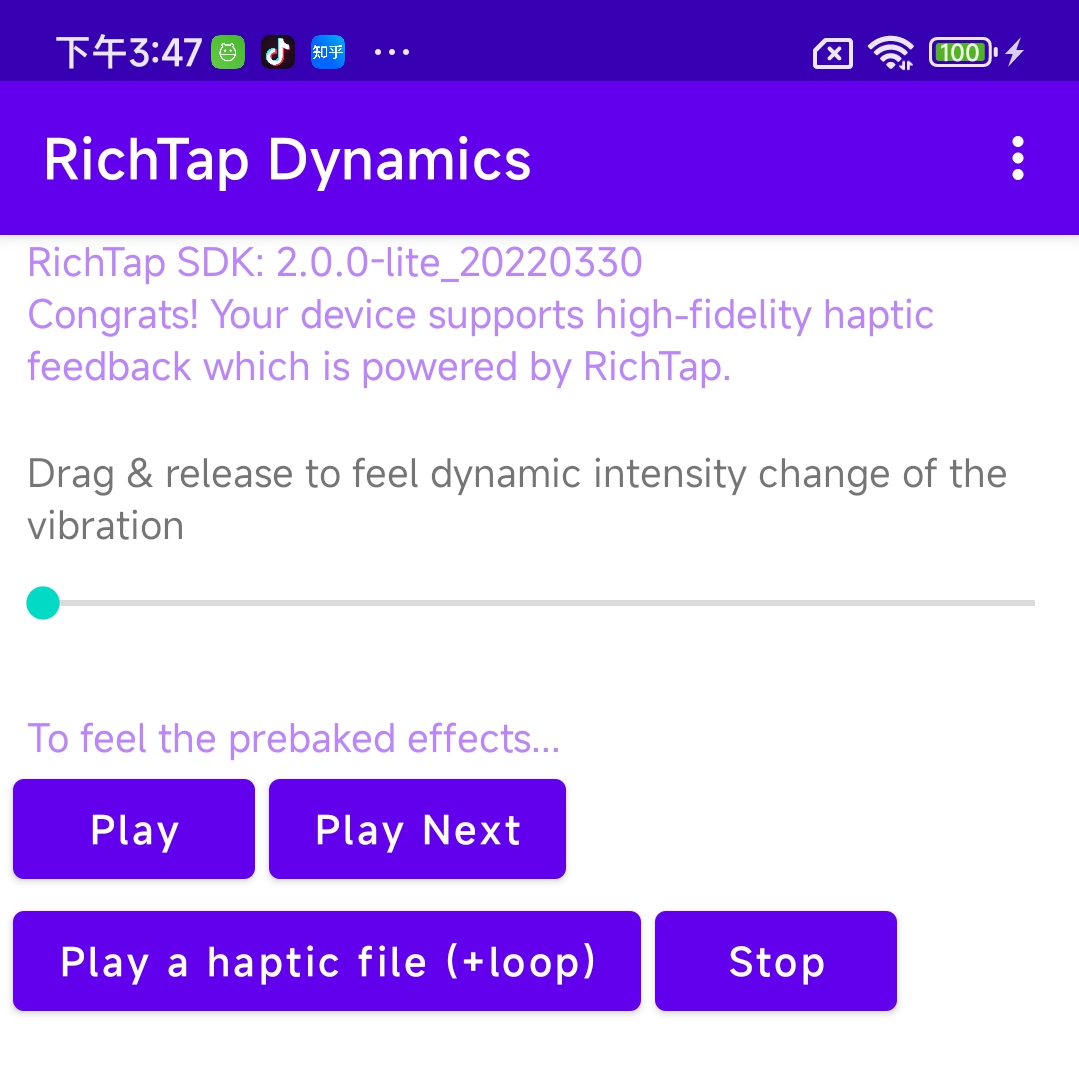 下午3:47 知乎 ... 100
RichTap Dynamics
RichTap SDK: 2.0.0-lite_20220330
Congrats! Your device supports high-fidelity haptic
feedback which is powered by RichTap.
Drag & release to feel dynamic intensity change of the
vibration
To feel the prebaked effects...
Play Play Next
Play a haptic file (+loop) Stop